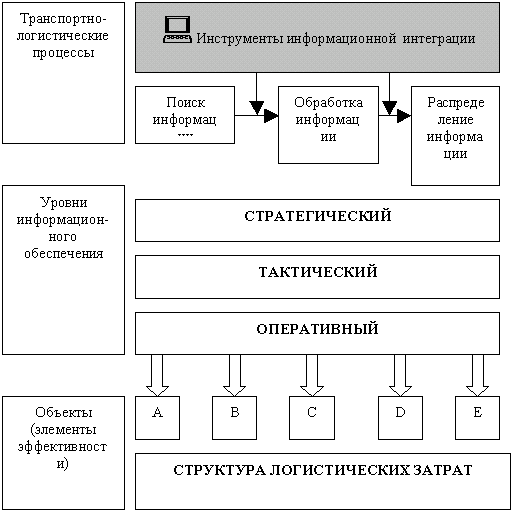 Транспортно-
логистические
процессы
Инструменты информационной интеграции
Поиск
информац
Обработка
информац
ии
Распреде
ление
информа
ции
Уровни
информацион-
ного
обеспечения
СТРАТЕГИЧЕСКИЙ
ТАКТИЧЕСКИЙ
ОПЕРАТИВНЫЙ
Объекты
(элементы
эффективност
и)
A
B
C
D
E
СТРУКТУРА ЛОГИСТИЧЕСКИХ ЗАТРАТ